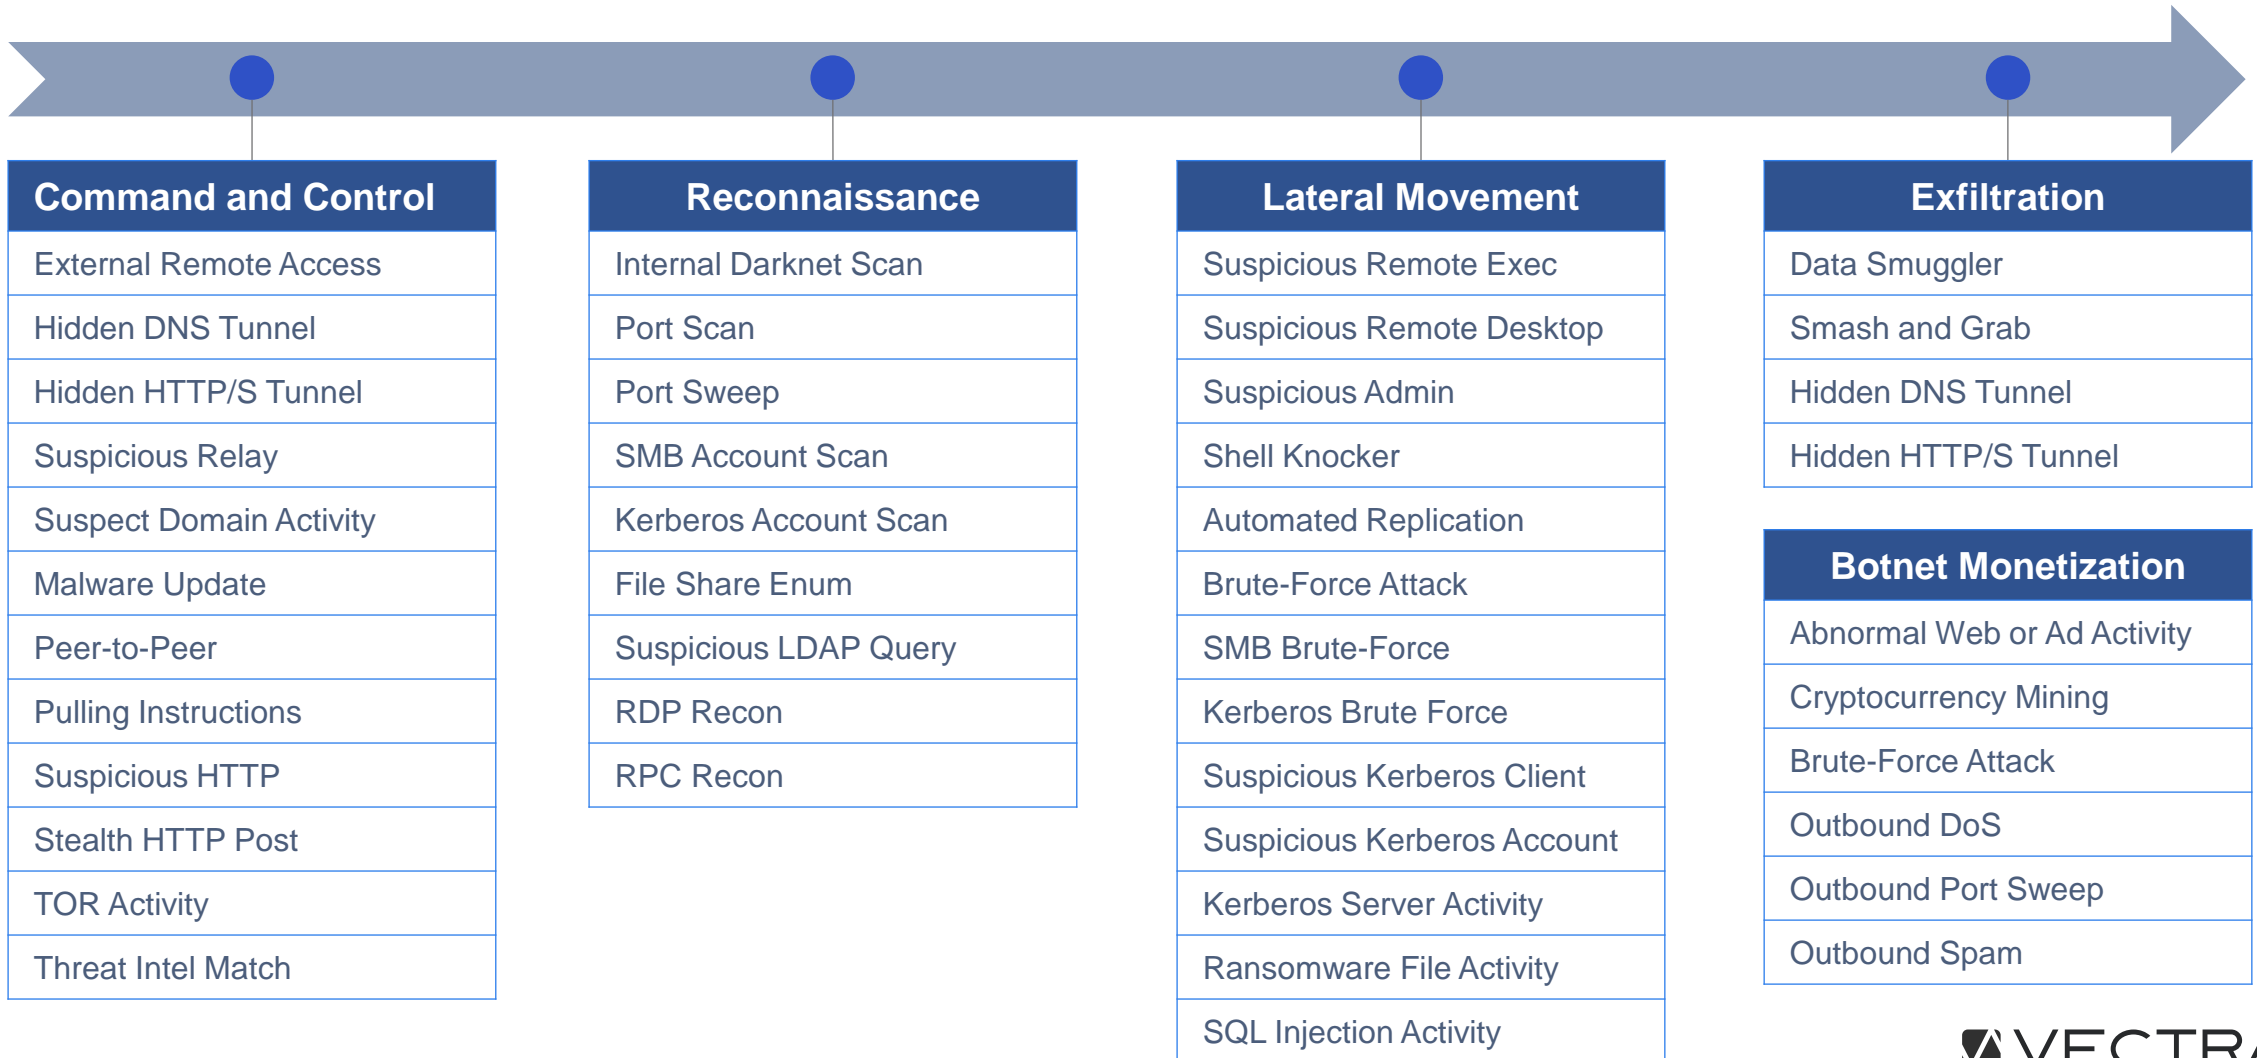 Command and Control
External Remote Access
Hidden DNS Tunnel
Hidden HTTP/S Tunnel
Suspicious Relay
Suspect Domain Activity
Malware Update
Peer-to-Peer
Pulling Instructions
Suspicious HTTP
Stealth HTTP Post
TOR Activity
Threat Intel Match
Reconnaissance
Internal Darknet Scan
Port Scan
Port Sweep
SMB Account Scan
Kerberos Account Scan
File Share Enum
Suspicious LDAP Query
RDP Recon
RPC Recon
Lateral Movement
Suspicious Remote Exec
Suspicious Remote Desktop
Suspicious Admin
Shell Knocker
Automated Replication
Brute-Force Attack
SMB Brute-Force
Kerberos Brute Force
Suspicious Kerberos Client
Suspicious Kerberos Account
Kerberos Server Activity
Ransomware File Activity
SQL Injection Activity
Exfiltration
Data Smuggler
Smash and Grab
Hidden DNS Tunnel
Hidden HTTP/S Tunnel
Botnet Monetization
Abnormal Web or Ad Activity
Cryptocurrency Mining
Brute-Force Attack
Outbound DoS
Outbound Port Sweep
Outbound Spam
VECTRA